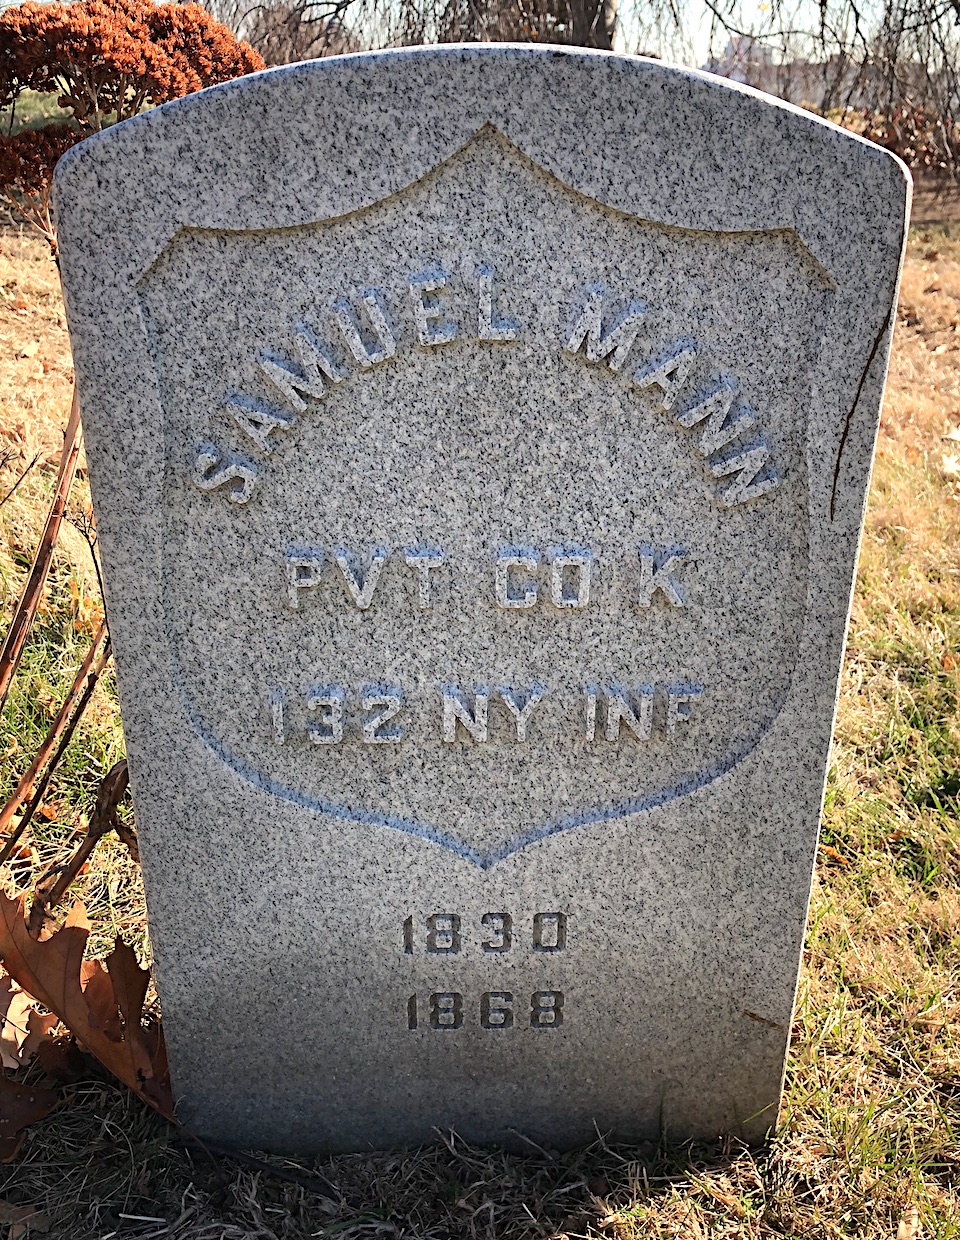 SAMUEL MANN
PVT CO K
132 NY INF
1830
1868